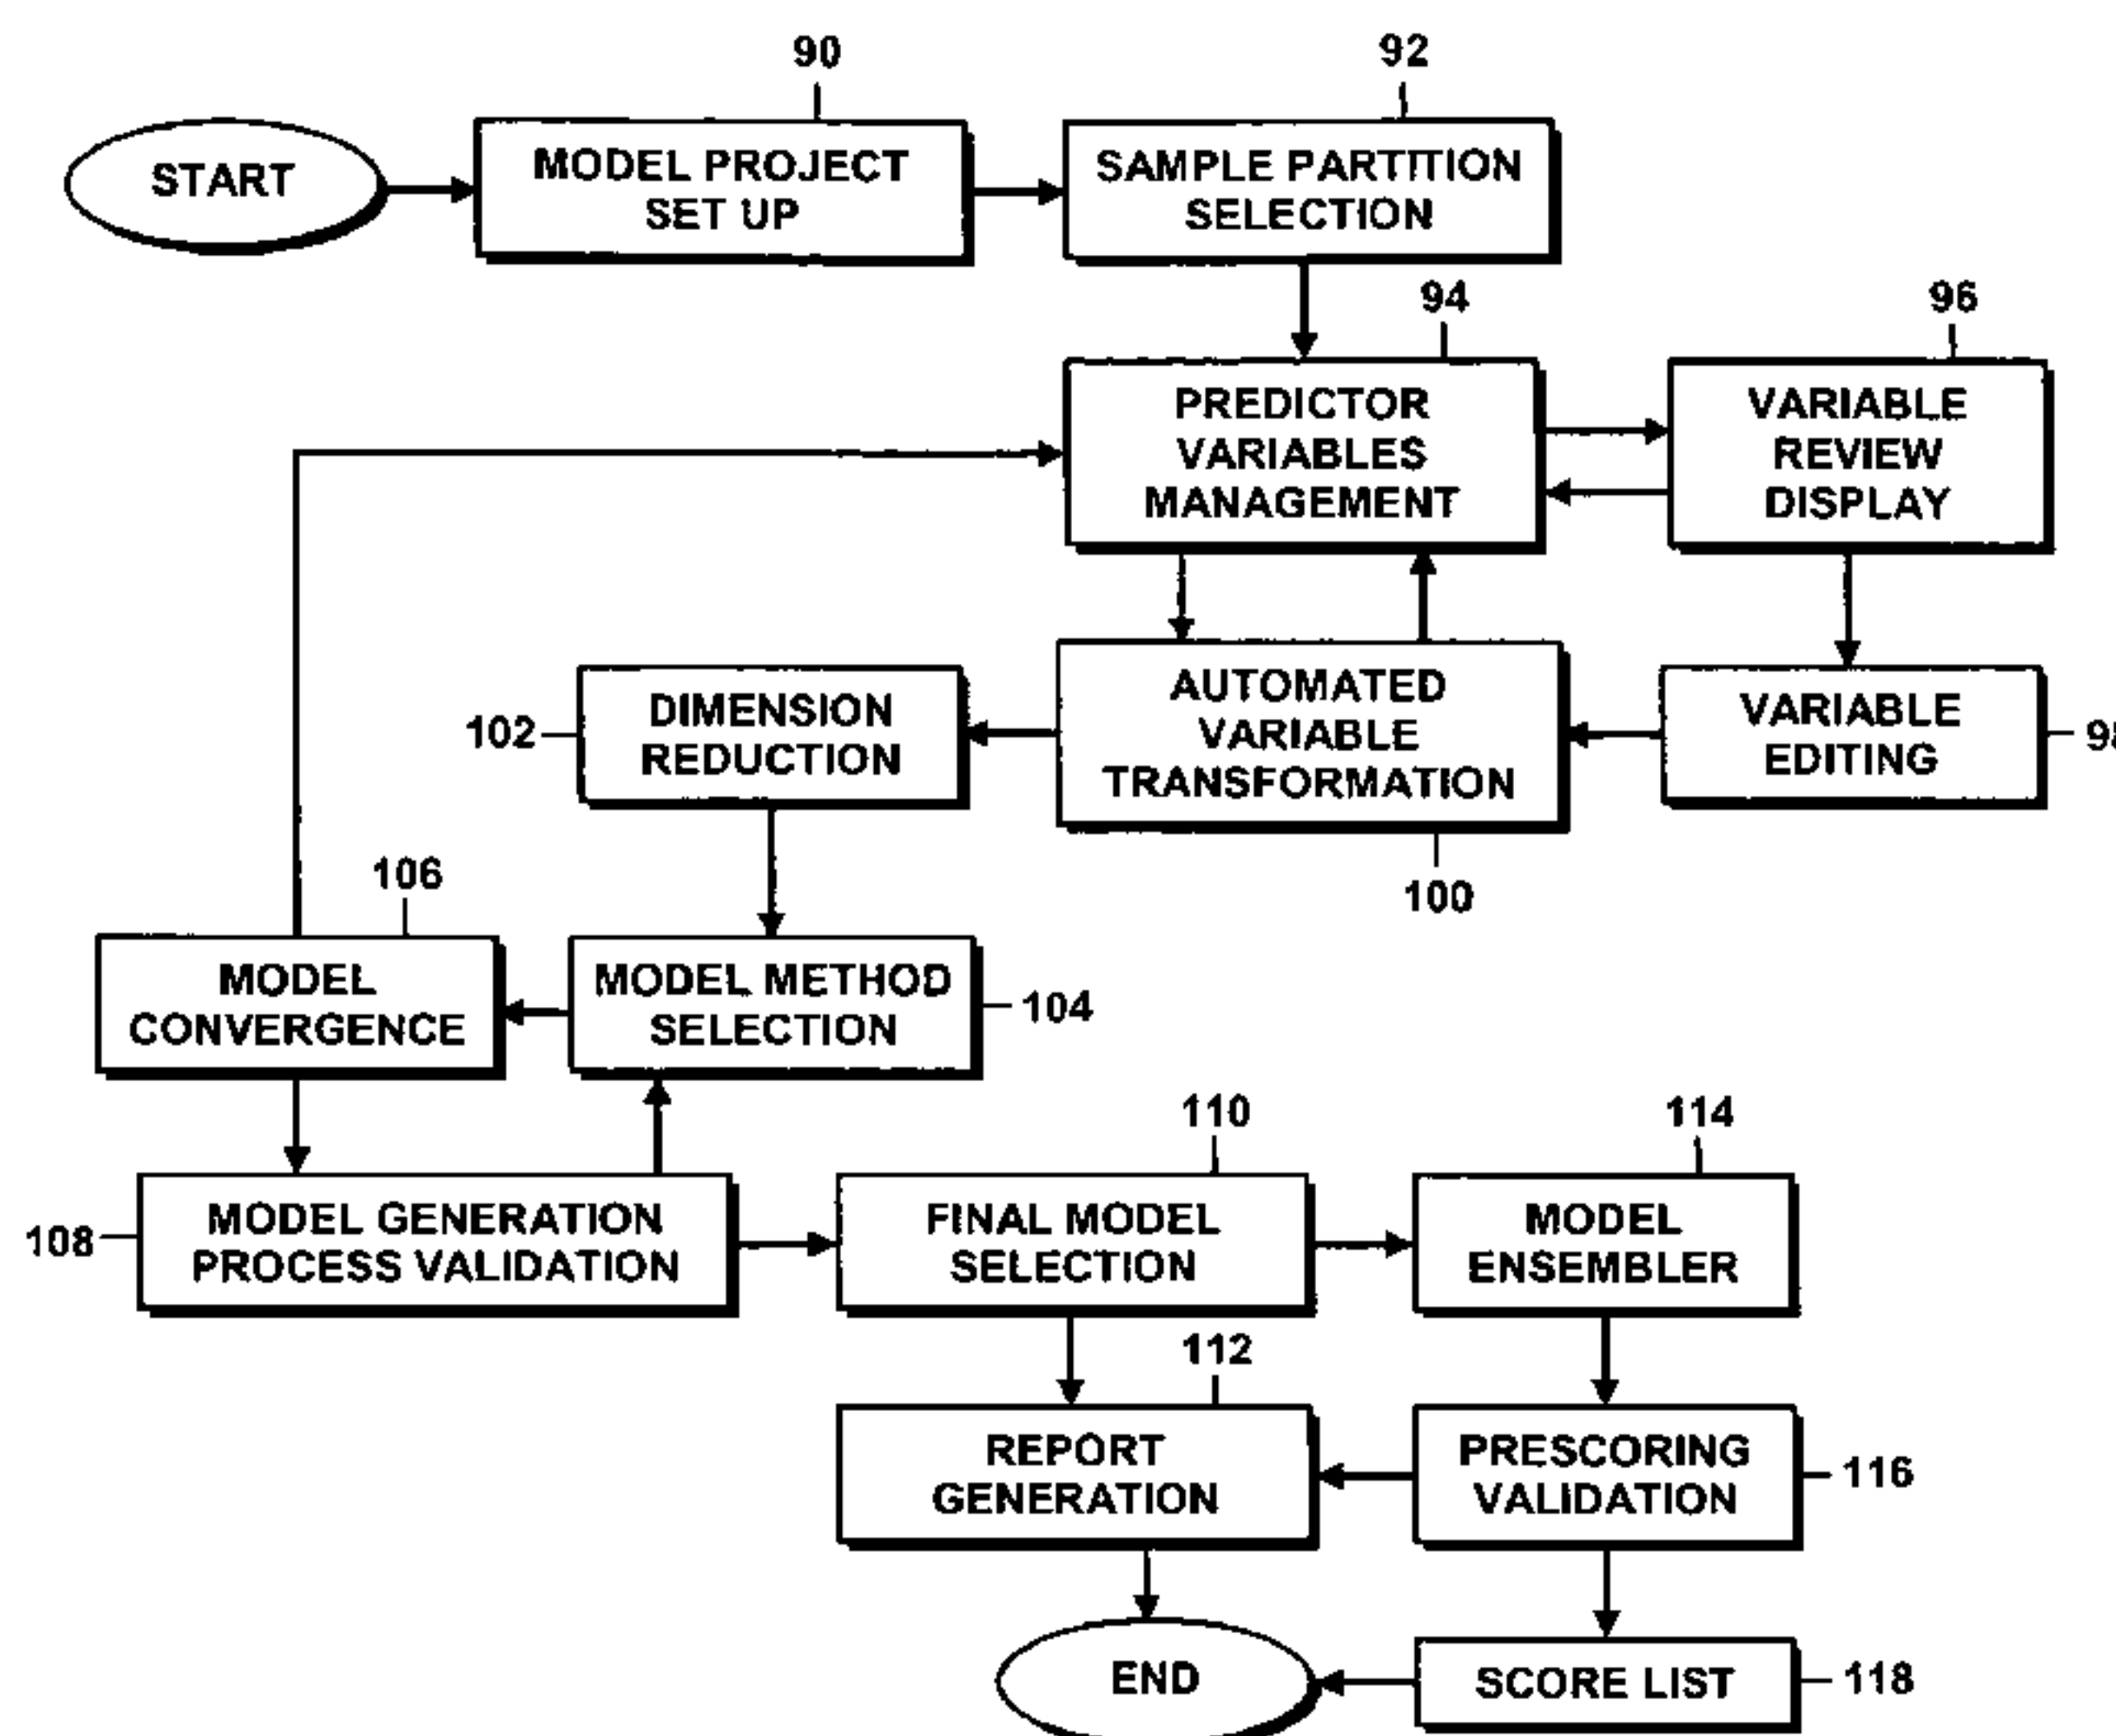 90
92
START
MODEL PROJECT
SET UP
SAMPLE PARTITION
SELECTION
94
96
PREDICTOR
VARIABLES
MANAGEMENT
VARIABLE
REVIEW
DISPLAY
102
DIMENSION
REDUCTION
AUTOMATED
VARIABLE
TRANSFORMATION
VARIABLE
EDITING
100
106
MODEL
CONVERGENCE
MODEL METHOD
SELECTION
104
110
114
108
MODEL GENERATION
PROCESS VALIDATION
FINAL MODEL
SELECTION
MODEL
ENSEMBLER
112
REPORT
GENERATION
PRESCORING
VALIDATION
116
END
SCORE LIST
118